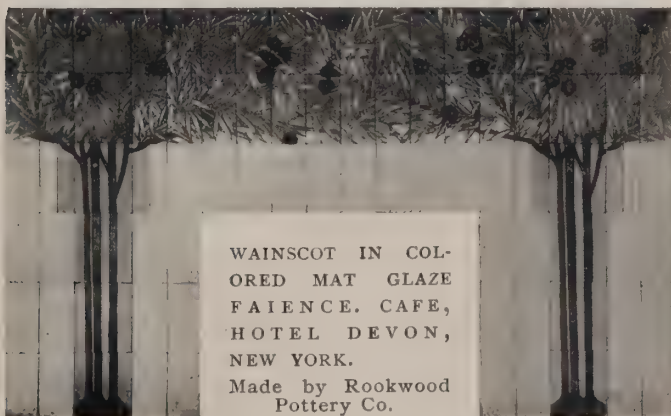 WAINSCOT IN COL-
ORED MAT GLAZE
FAIENCE. CAFE,
HOTEL DEVON,
NEW YORK.
Made by Rookwood
Pottery Co.